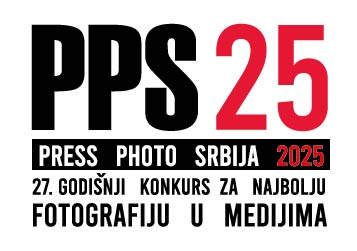 PPS 25
PRESS PHOTO SRBIJA 2025
27. GODIŠNJI KONKURS ZA NAJBOLJU
FOTOGRAFIJU U MEDIJIMA